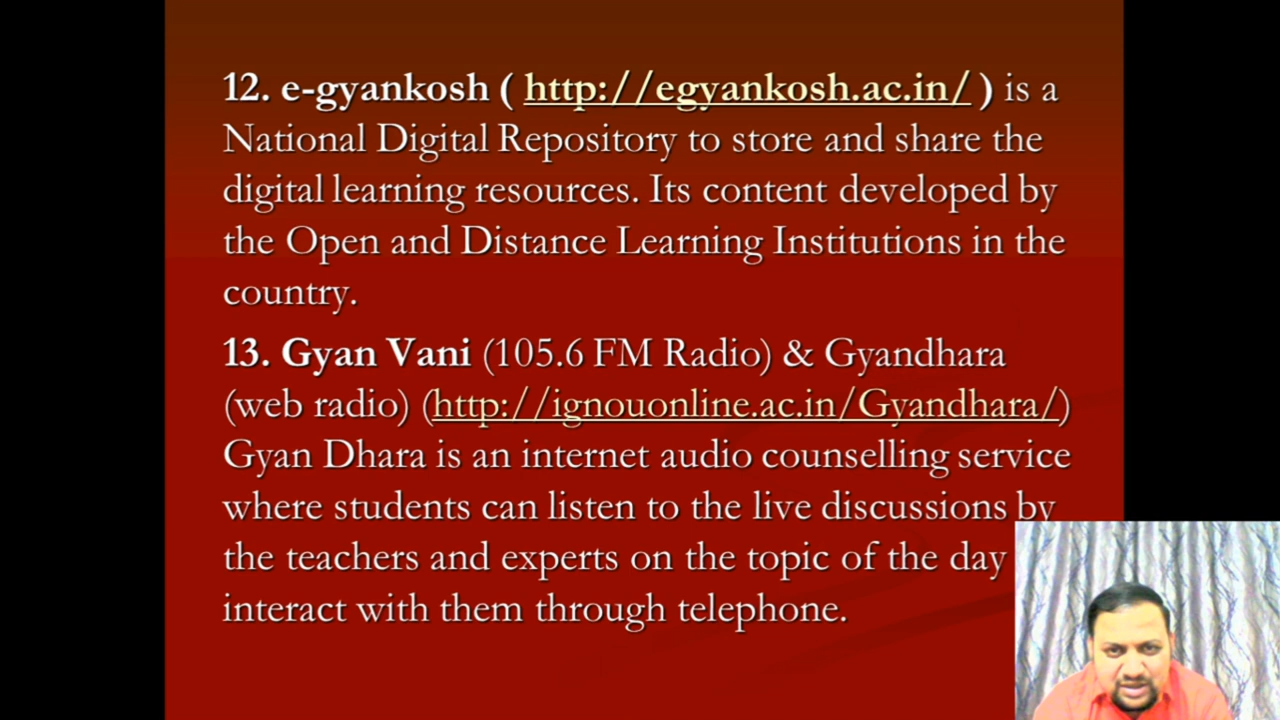 12. e-gyankosh ( http://egyankosh.ac.in/ ) is a
National Digital Repository to store and share the
digital learning resources. Its content developed by
the Open and Distance Learning Institutions in the
country.
13. Gyan Vani (105.6 FM Radio) & Gyandhara
(web radio) (http://ignouonline.ac.in/Gyandhara/)
Gyan Dhara is an internet audio counselling service
where students can listen to the live discussions by
the teachers and experts on the topic of the day
interact with them through telephone.